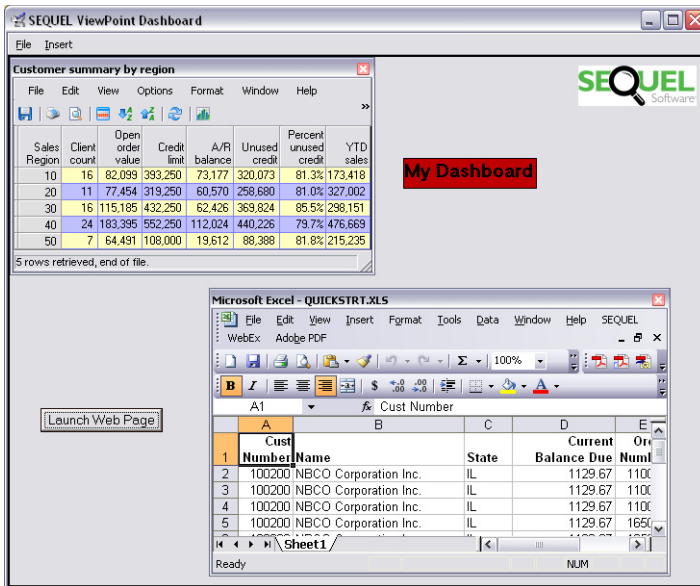 SEQUEL ViewPoint Dashboard
File Insert
Customer summary by region
File Edit View Options Format Window Help
»
Sales Region Client count Open order value Credit limit A/R balance Unused credit Percent unused credit YTD sales
10 16 82,099 393,250 73,177 320,073 81.3% 173,418
20 11 77,454 319,250 60,570 258,680 81.0% 327,002
30 16 115,185 432,250 62,426 369,824 85.5% 298,151
40 24 183,395 552,250 112,024 440,226 79.7% 476,669
50 7 64,491 108,000 19,612 88,388 81.8% 215,235
5 rows retrieved, end of file.
SEQUEL
Software
My Dashboard
Launch Web Page
Microsoft Excel - QUICKSTRT.XLS
File Edit View Insert Format Tools Data Window Help SEQUEL
WebEx Adobe PDF
Σ 100%
B I $
A1 fx Cust Number
A B C D E
1 Cust Number Name State Current Balance Due
2 100200 NBCO Corporation Inc. IL 1129.67 1100
3 100200 NBCO Corporation Inc. IL 1129.67 1100
4 100200 NBCO Corporation Inc. IL 1129.67 1100
5 100200 NBCO Corporation Inc. IL 1129.67 1650
Sheet1
Ready NUM